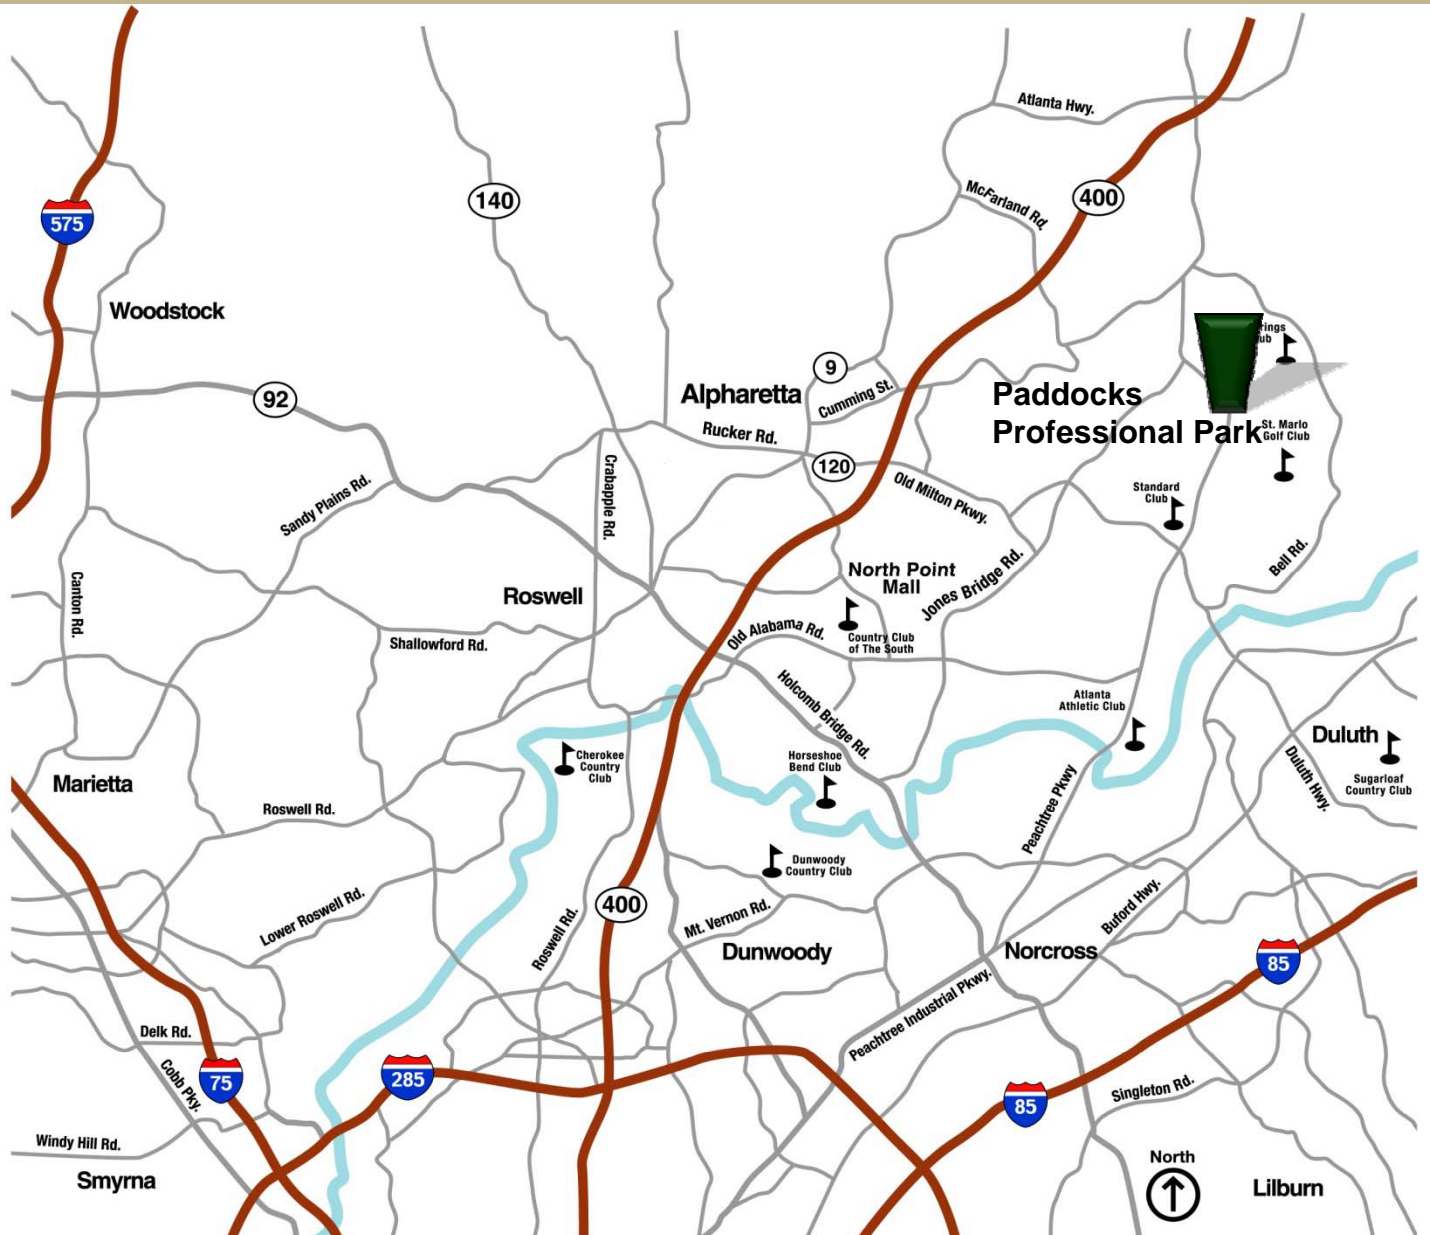 Atlanta Hwy.
McFarland Rd.
400
140
575
Woodstock
rings
ub
9
Alpharetta
Cumming St.
Paddocks
Professional Park
92
St. Marlo
Golf Club
Rucker Rd.
120
Old Milton Pkwy.
Standard
Club
Sandy Plains Rd.
Crabapple Rd.
Bell Rd.
North Point
Mall
Jones Bridge Rd.
Canton Rd.
Roswell
Shallowford Rd.
Old Alabama Rd.
Country Club
of The South
Holcomb Bridge Rd.
Atlanta
Athletic Club
Duluth
Duluth Hwy.
Sugarloaf
Country Club
Cherokee
Country
Club
Horseshoe
Bend Club
Marietta
Roswell Rd.
Peachtree Pkwy
Dunwoody
Country Club
Lower Roswell Rd.
Roswell Rd.
400
Mt. Vernon Rd.
Buford Hwy.
Dunwoody
Norcross
85
Peachtree Industrial Pkwy.
Delk Rd.
Cobb Pky.
75
285
85
Singleton Rd.
Windy Hill Rd.
Smyrna
North
Lilburn